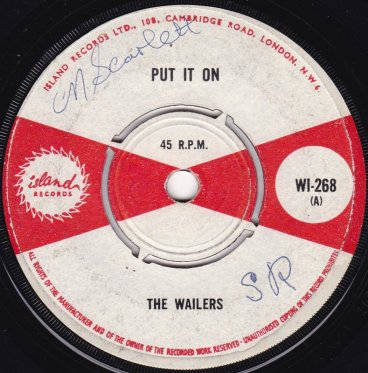 ISLAND RECORDS LTD., 108, CAMBRIDGE ROAD, LONDON, N.W.6.
M Scarlett
PUT IT ON
45 R.P.M.
island
RECORDS
WI-268
(A)
THE WAILERS
SR
ALL RIGHTS OF THE MANUFACTURER AND OF THE OWNER OF THE RECORDED WORK RESERVED—UNAUTHORISED COPYING OF THIS RECORD PROHIBITED.